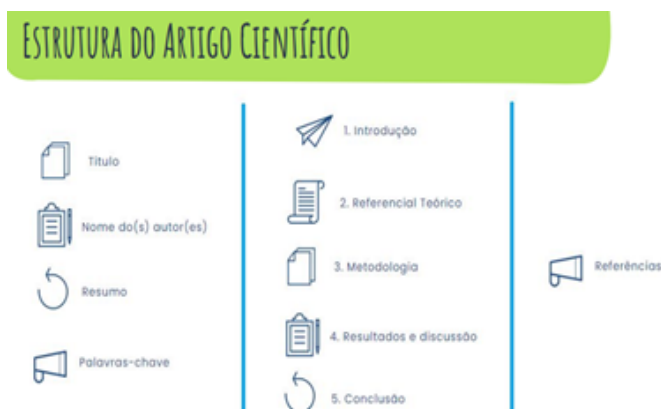 ESTRUTURA DO ARTIGO CIENTÍFICO
Título
Nome do(s) autor(es)
Resumo
Palavras-chave
1. Introdução
2. Referencial Teórico
3. Metodologia
4. Resultados e discussão
5. Conclusão
Referências